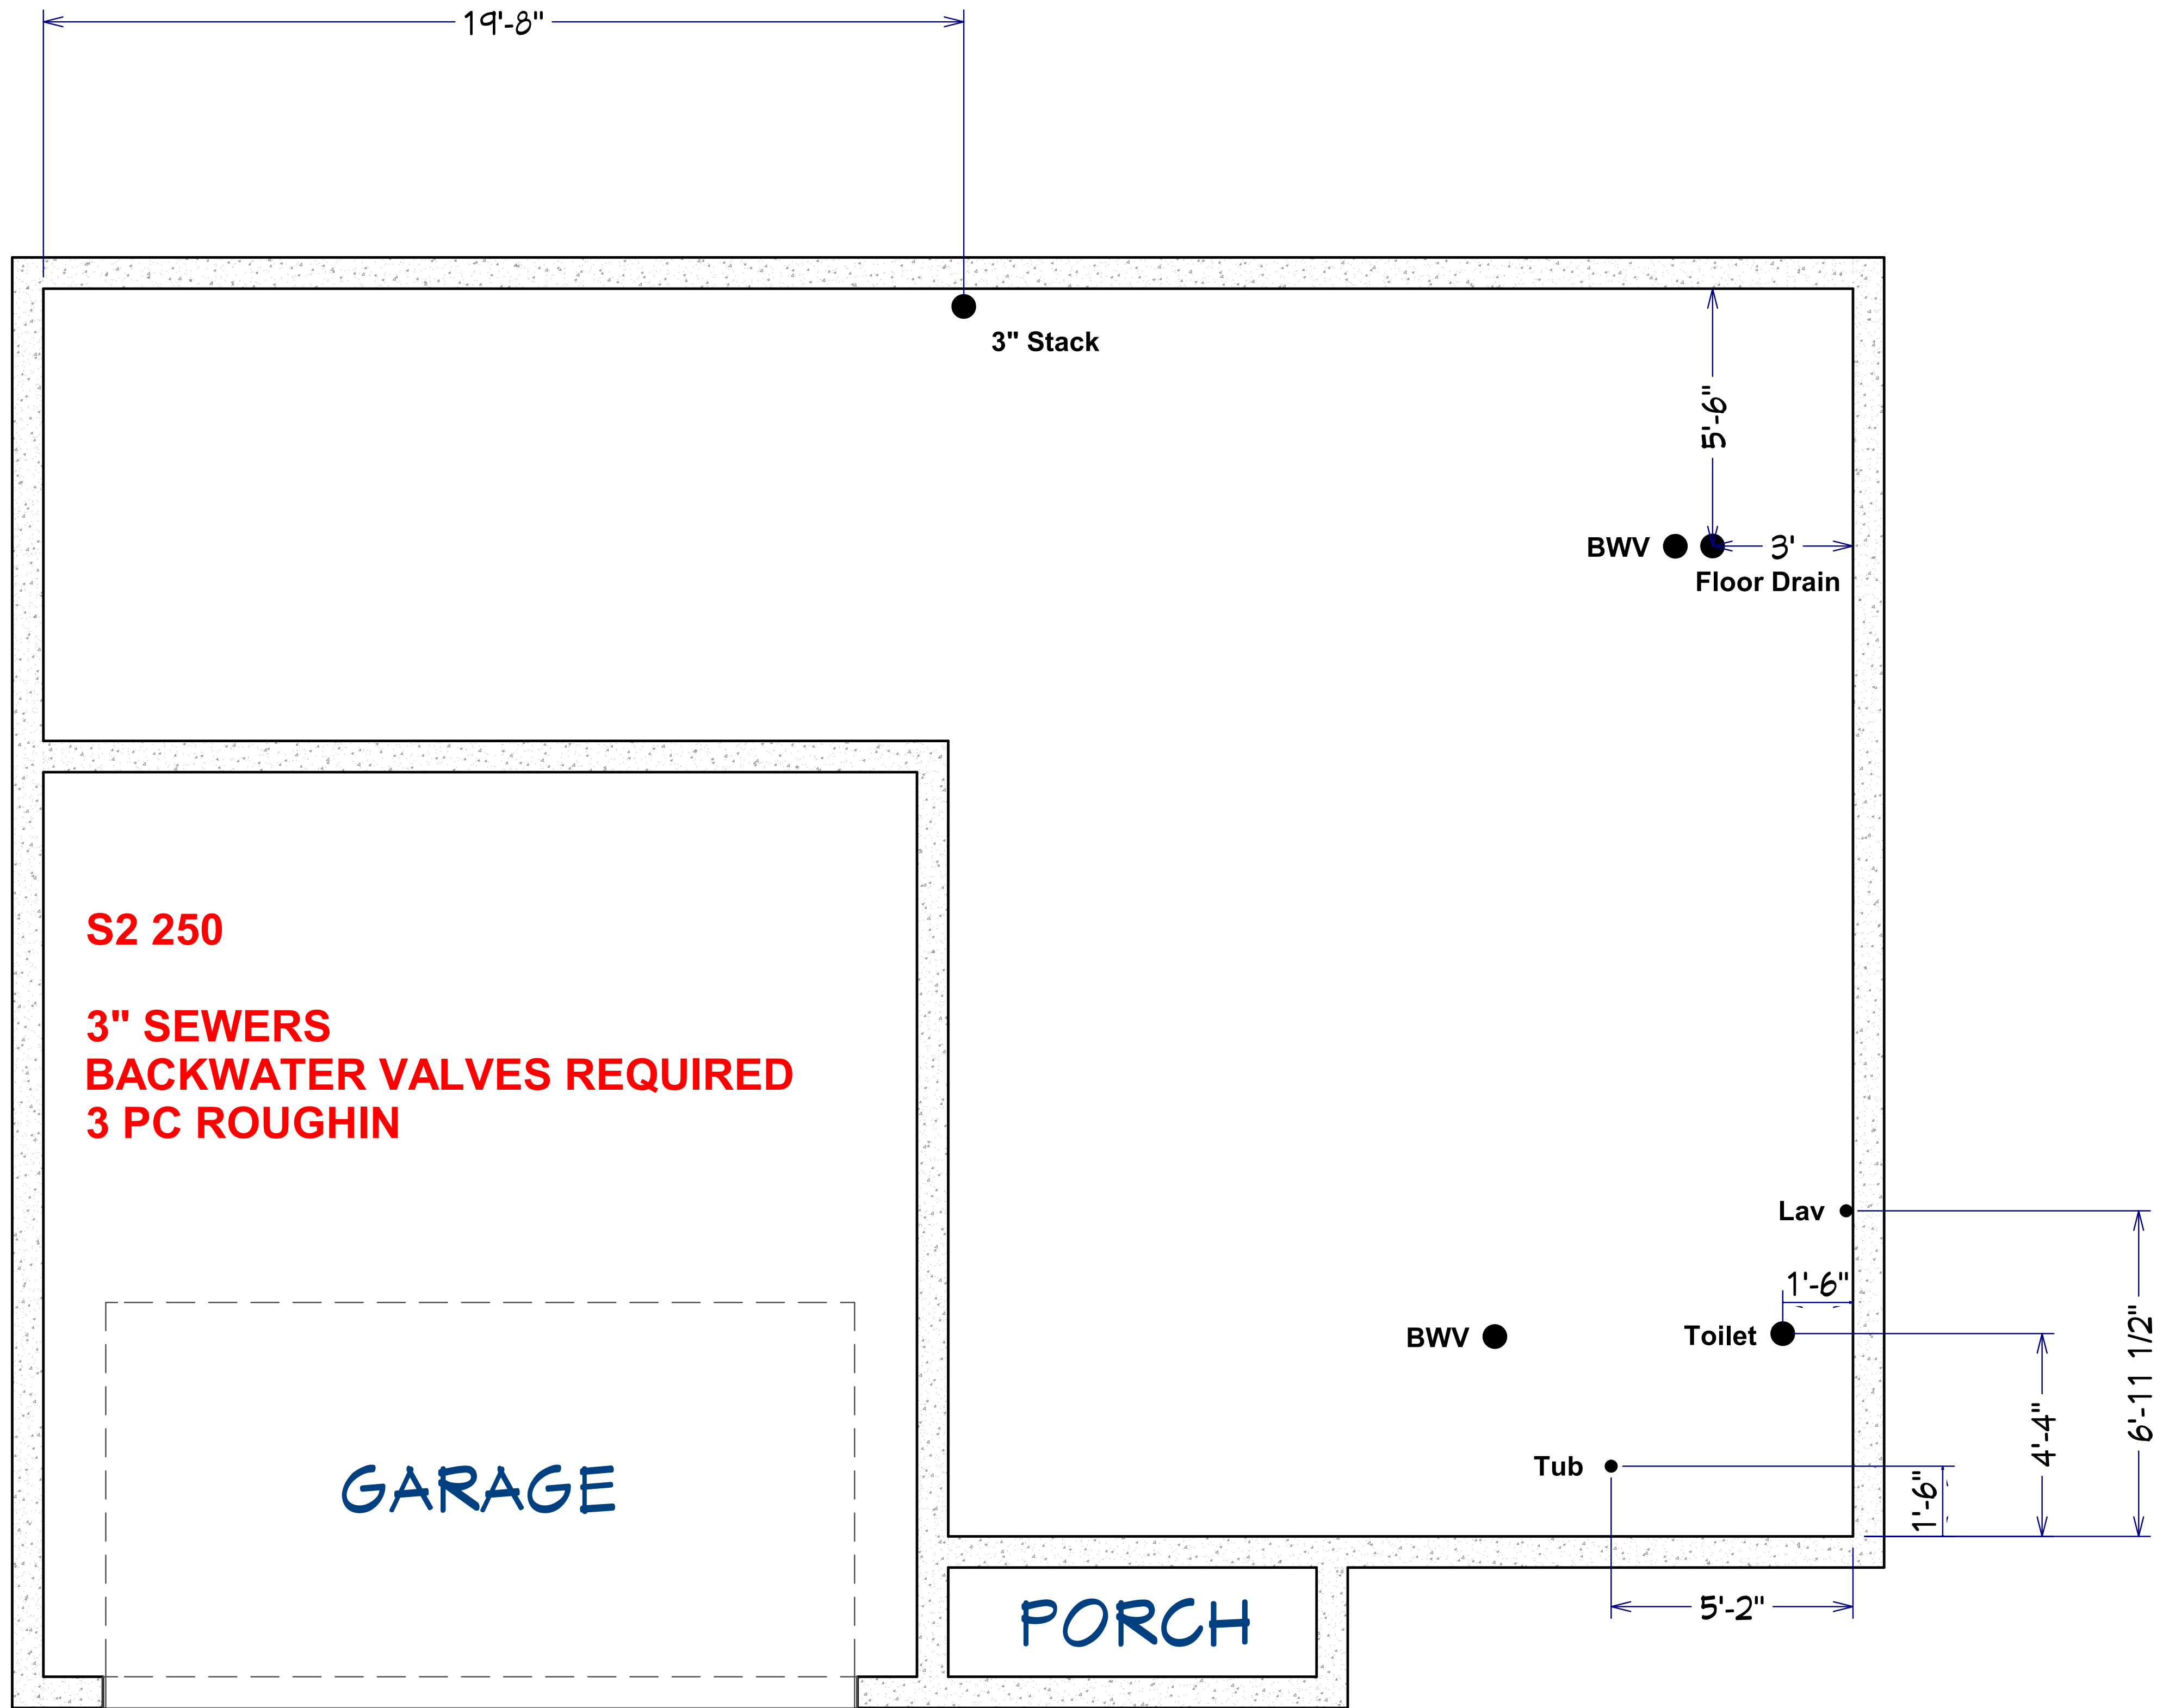 19'-8"
3" Stack
5'-6"
BWV
3'
Floor Drain
S2 250
3" SEWERS
BACKWATER VALVES REQUIRED
3 PC ROUGHIN
Lav
1'-6"
6'-11 1/2"
BWV
Toilet
4'-4"
Tub
1'-6"
GARAGE
PORCH
5'-2"